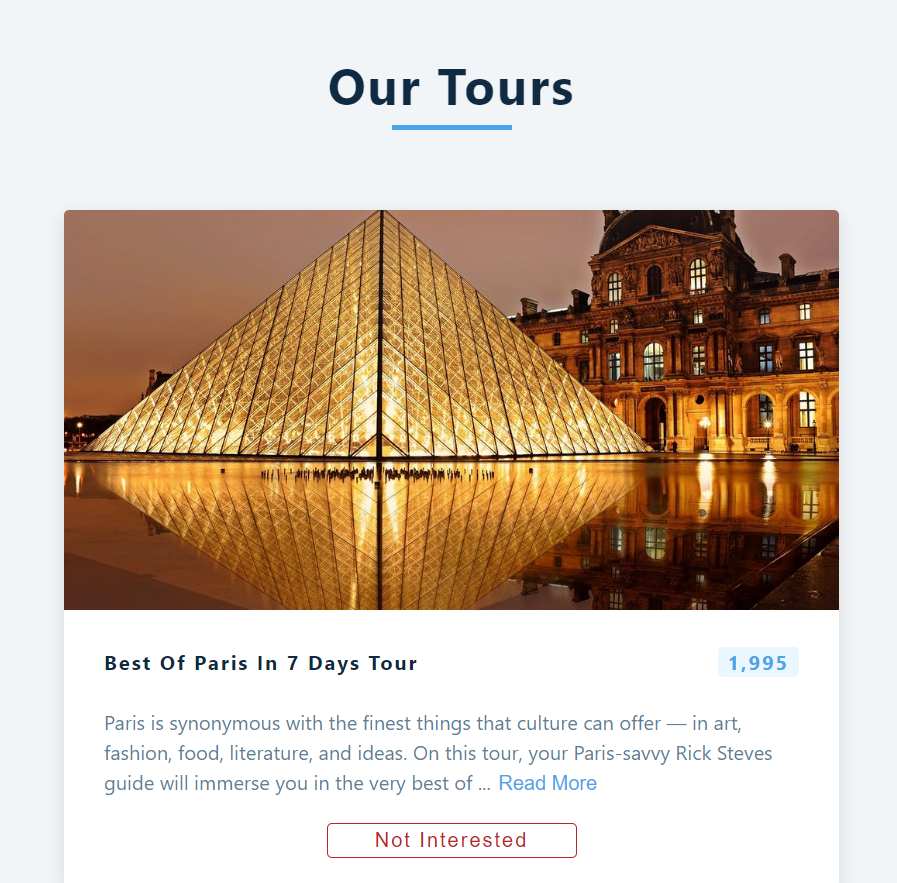 Our Tours
Best Of Paris In 7 Days Tour 1,995
Paris is synonymous with the finest things that culture can offer — in art,
fashion, food, literature, and ideas. On this tour, your Paris-savvy Rick Steves
guide will immerse you in the very best of ... Read More
Not Interested